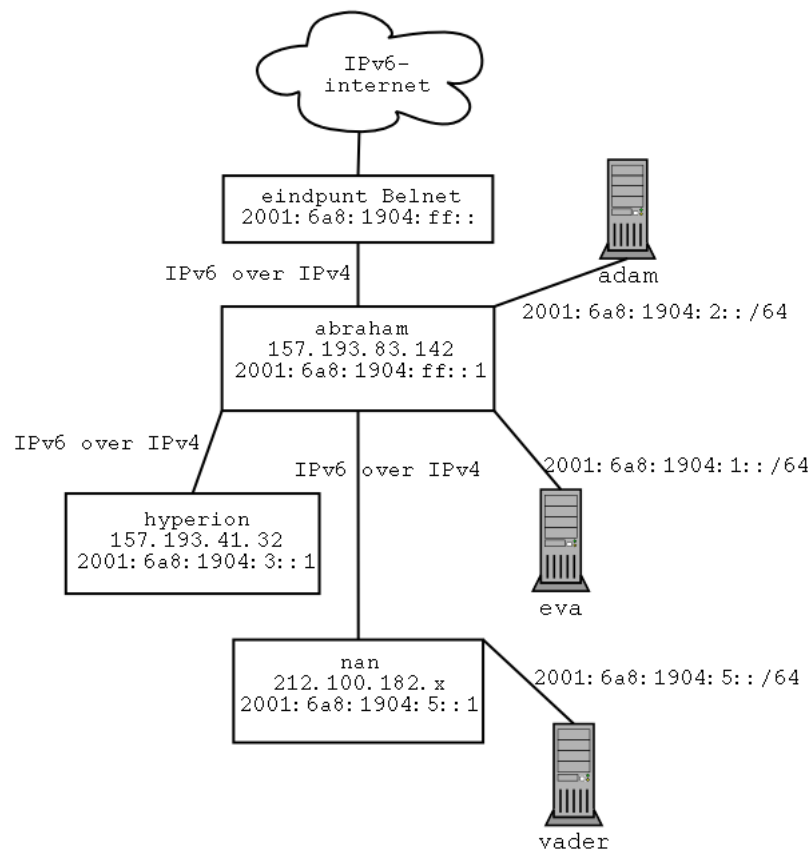 IPv6-
internet
eindpunt Belnet
2001:6a8:1904:ff::
IPv6 over IPv4
adam
2001:6a8:1904:2::/64
abraham
157.193.83.142
2001:6a8:1904:ff::1
IPv6 over IPv4
IPv6 over IPv4
2001:6a8:1904:1::/64
hyperion
157.193.41.32
2001:6a8:1904:3::1
eva
nan
212.100.182.x
2001:6a8:1904:5::1
2001:6a8:1904:5::/64
vader